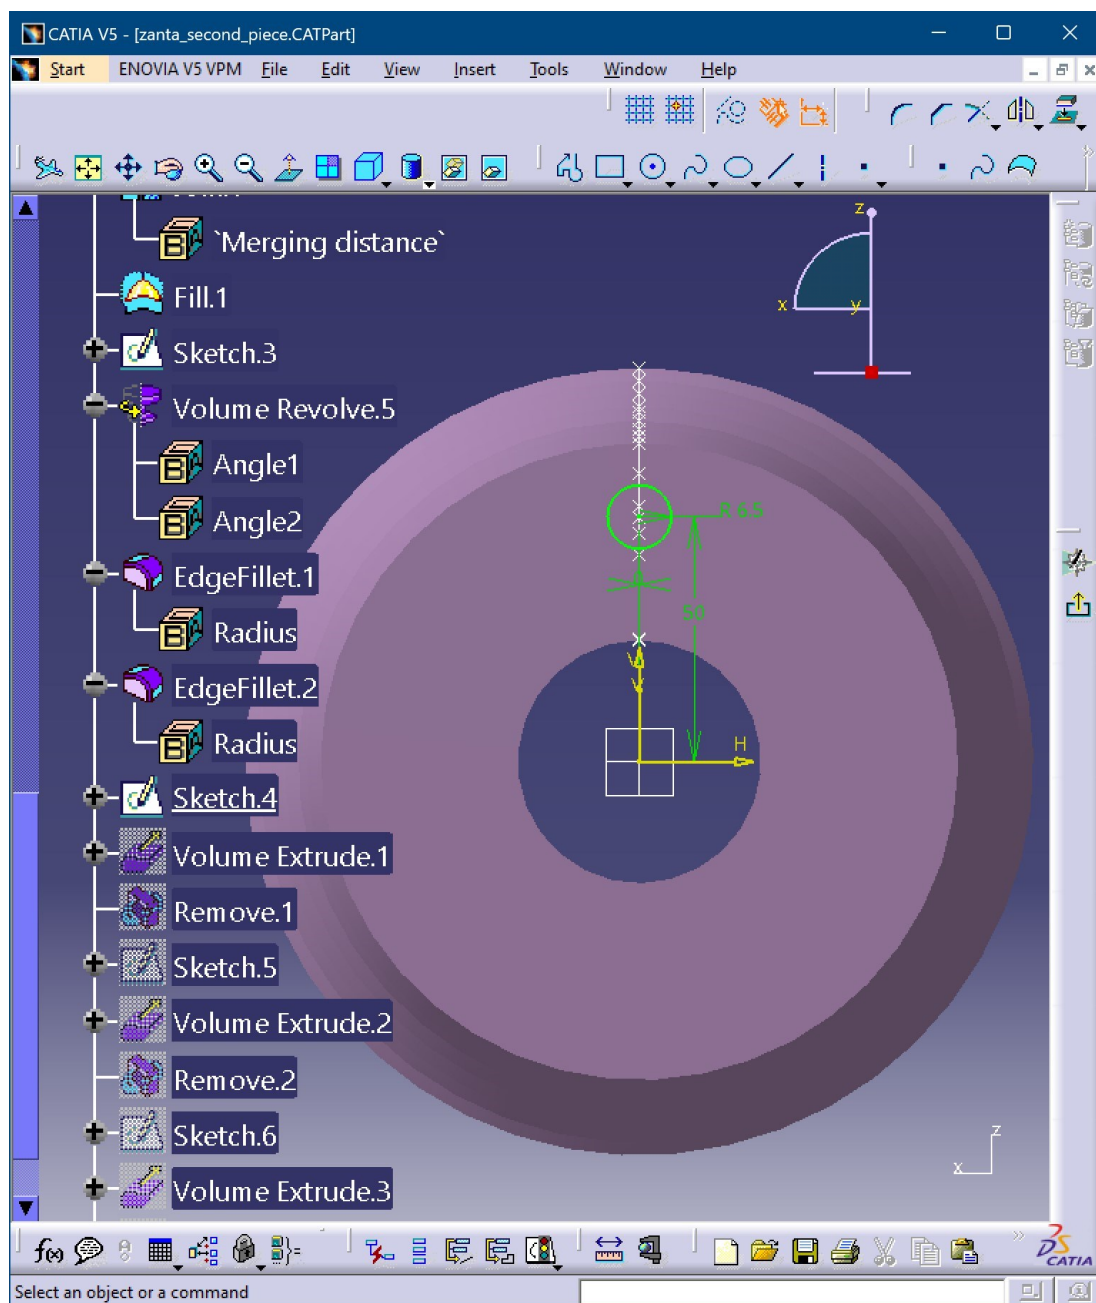 CATIA V5 - [zanta_second_piece.CATPart]
Start ENOVIA V5 VPM File Edit View Insert Tools Window Help
`Merging distance`
Fill.1
Sketch.3
Volume Revolve.5
Angle1
Angle2
EdgeFillet.1
Radius
EdgeFillet.2
Radius
Sketch.4
Volume Extrude.1
Remove.1
Sketch.5
Volume Extrude.2
Remove.2
Sketch.6
Volume Extrude.3
z
x y
R 6.5
50
V
H
z
x
f(x)
CATIA
Select an object or a command